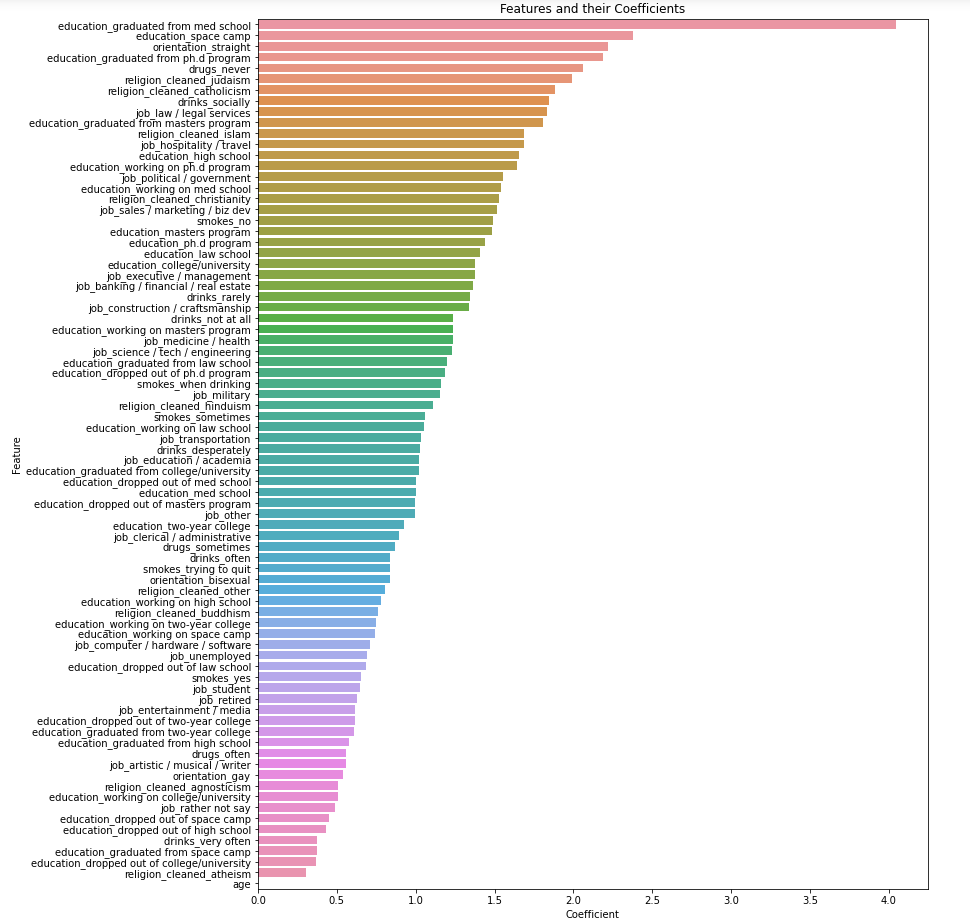 Features and their Coefficients
education_graduated from med school
education_space camp
orientation_straight
education_graduated from ph.d program
drugs_never
religion_cleaned_judaism
religion_cleaned_catholicism
drinks_socially
job_law / legal services
education_graduated from masters program
religion_cleaned_islam
job_hospitality / travel
education_high school
education_working on ph.d program
job_political / government
education_working on med school
religion_cleaned_christianity
job_sales / marketing / biz dev
smokes_no
education_masters program
education_ph.d program
education_law school
education_college/university
job_executive / management
job_banking / financial / real estate
drinks_rarely
job_construction / craftsmanship
drinks_not at all
education_working on masters program
job_medicine / health
job_science / tech / engineering
education_graduated from law school
education_dropped out of ph.d program
smokes_when drinking
job_military
religion_cleaned_hinduism
smokes_sometimes
education_working on law school
job_transportation
drinks_desperately
job_education / academia
education_graduated from college/university
education_dropped out of med school
education_med school
education_dropped out of masters program
job_other
education_two-year college
job_clerical / administrative
drugs_sometimes
drinks_often
smokes_trying to quit
orientation_bisexual
religion_cleaned_other
education_working on high school
religion_cleaned_buddhism
education_working on two-year college
education_working on space camp
job_computer / hardware / software
job_unemployed
education_dropped out of law school
smokes_yes
job_student
job_retired
job_entertainment / media
education_dropped out of two-year college
education_graduated from two-year college
education_graduated from high school
drugs_often
job_artistic / musical / writer
orientation_gay
religion_cleaned_agnosticism
education_working on college/university
job_rather not say
education_dropped out of space camp
education_dropped out of high school
drinks_very often
education_graduated from space camp
education_dropped out of college/university
religion_cleaned_atheism
age
Feature
0.0 0.5 1.0 1.5 2.0 2.5 3.0 3.5 4.0
Coefficient